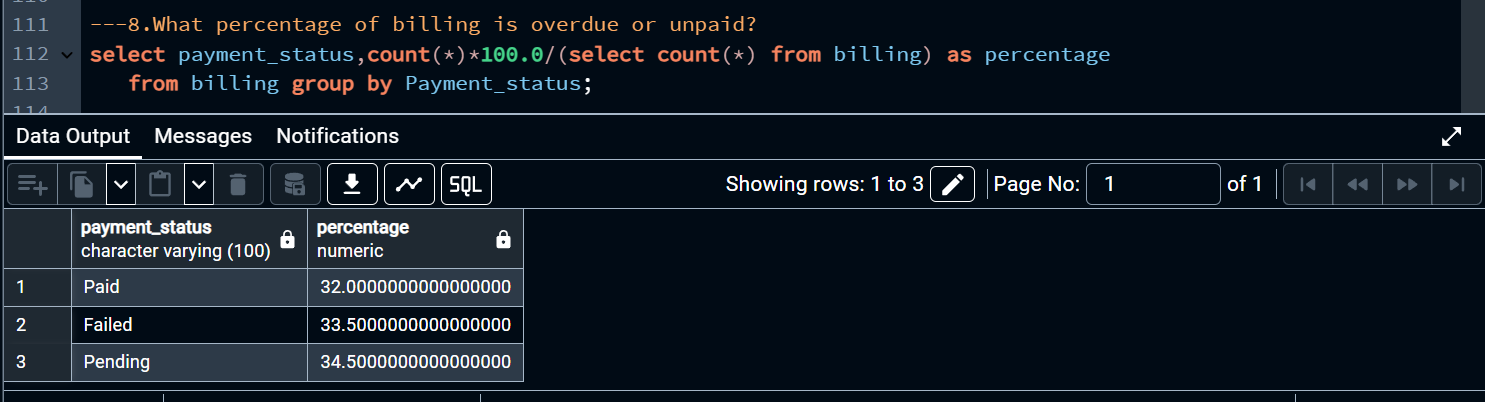 111 ---8.What percentage of billing is overdue or unpaid?
112 select payment_status,count(*)*100.0/(select count(*) from billing) as percentage
113 from billing group by Payment_status;
Data Output Messages Notifications
SQL Showing rows: 1 to 3 Page No: 1 of 1
payment_status percentage
character varying (100) numeric
1 Paid 32.0000000000000000
2 Failed 33.5000000000000000
3 Pending 34.5000000000000000